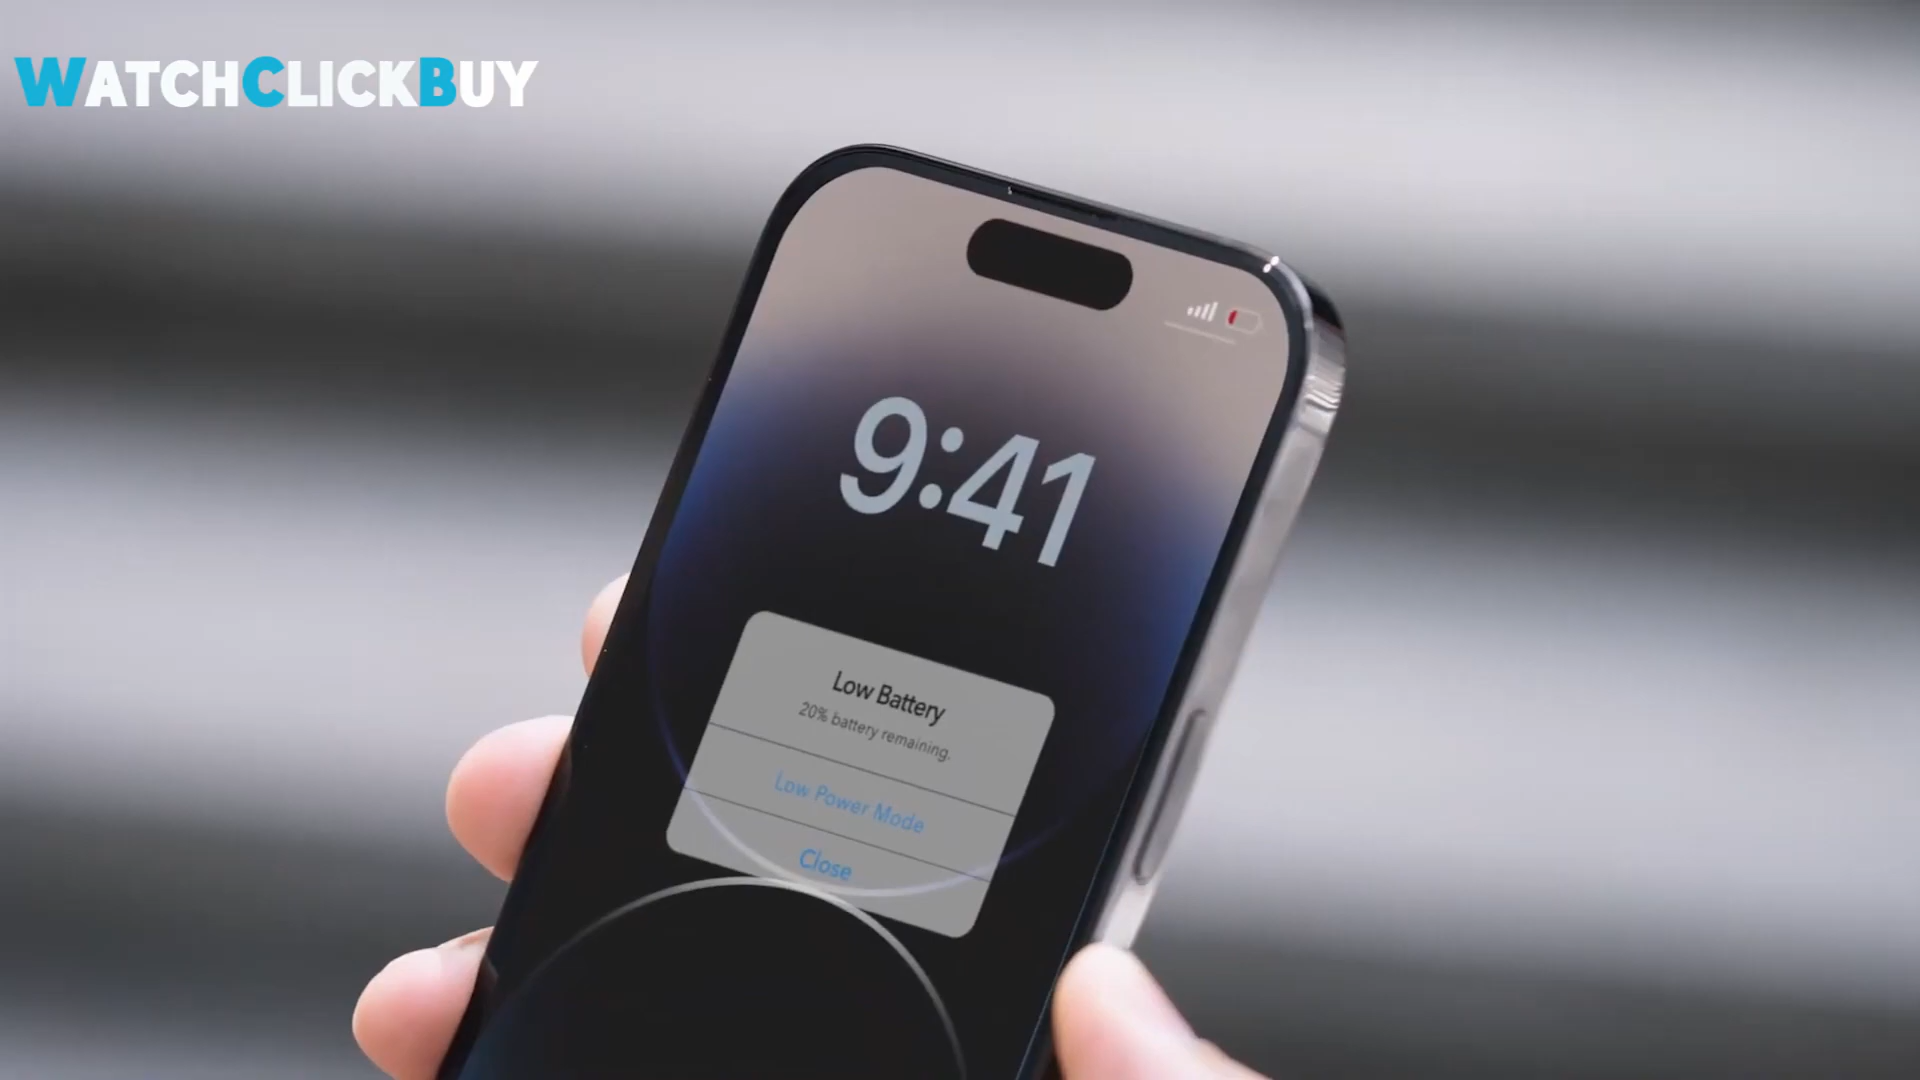 WATCHCLICKBUY
9:41
Low Battery
20% battery remaining.
Low Power Mode
Close